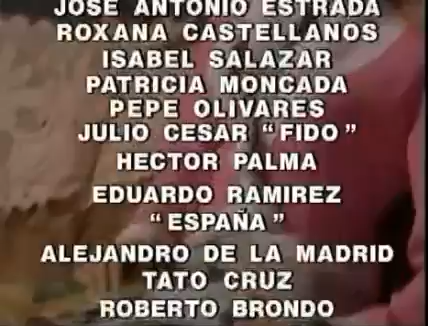 JOSE ANTONIO ESTRADA
ROXANA CASTELLANOS
ISABEL SALAZAR
PATRICIA MONCADA
PEPE OLIVARES
JULIO CESAR “FIDO”
HECTOR PALMA
EDUARDO RAMIREZ
“ESPAÑA”
ALEJANDRO DE LA MADRID
TATO CRUZ
ROBERTO BRONDO